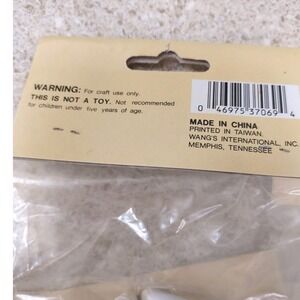 WARNING: For craft use only.
THIS IS NOT A TOY. Not recommended
for children under five years of age.
0 46975 37069 4
MADE IN CHINA
PRINTED IN TAIWAN.
WANG'S INTERNATIONAL, INC.
MEMPHIS, TENNESSEE